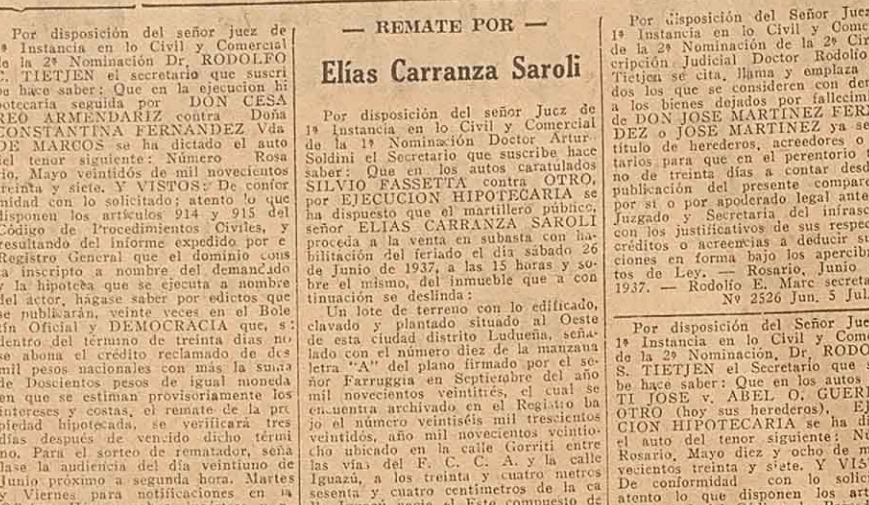 Por disposición del señor juez de
1ª Instancia en lo Civil y Comercial
de la 2ª Nominación Dr. RODOLFO
C. TIETJEN el secretario que suscri
be hace saber: Que en la ejecucion hi
potecaria seguida por DON CESA
REO ARMENDARIZ contra Doña
CONSTANTINA FERNANDEZ Vda
DE MARCOS se ha dictado el auto
del tenor siguiente: Número Rosa
rio, Mayo veintidós de mil novecientos
treinta y siete. Y VISTOS: De confor
midad con lo solicitado; atento lo que
disponen los artículos 914 y 915 del
Código de Procedimientos Civiles, y
resultando del informe expedido por e
Registro General que el dominio cons
ta inscripto a nombre del demandado
y la hipoteca que se ejecuta a nombre
del actor, hágase saber por edictos que
se publicarán, veinte veces en el Bole
tín Oficial y DEMOCRACIA que, s:
dentro del término de treinta dias no
se abona el crédito reclamado de dos
mil pesos nacionales con más la suma
de Doscientos pesos de igual moneda
en que se estiman provisoriamente los
intereses y costas, el remate de la pro
piedad hipotecada, se verificará tres
días después de vencido dicho térmi
no. Para el sorteo de rematador, seña
lase la audiencia del día veintiuno de
Junio próximo a segunda hora. Martes
y Viernes para notificaciones en la
— REMATE POR —
Elías Carranza Saroli
Por disposición del señor Jucz de
1ª Instancia en lo Civil y Comercial
de la 1ª Nominación Doctor Artur
Soldini el Secretario que suscribe hace
saber: Que en los autos caratulados
SILVIO FASSETTA contra OTRO,
por EJECUCION HIPOTECARIA se
ha dispuesto que el martillero público,
señor ELIAS CARRANZA SAROLI
proceda a la venta en subasta con ha-
bilitación del feriado el dia sábado 26
de Junio de 1937, a las 15 horas y so-
bre el mismo, del inmueble que a con
tinuación se deslinda:
Un lote de terreno con lo edificado,
clavado y plantado situado al Oeste
de esta ciudad distrito Ludueña, seña-
lado con el número diez de la manzana
letra "A" del plano firmado por el se-
ñor Farruggia en Septiembre del año
mil novecientos veintitrés, el cual se
encuentra archivado en el Registro ba
jo el número veintiséis mil trescientos
veintidós, año mil novecientos veintio-
cho ubicado en la calle Gorriti entre
las vías del F. C. C. A. y la calle
Iguazú, a los treinta y cuatro metros
sesenta y cuatro centímetros de la ca
Este compuesto de
Por disposición del Señor Juez
1ª Instancia en lo Civil y Come
de la 2ª Nominación de la 2ª Cir
cripción Judicial Doctor Rodolfo
Tietjen se cita, llama y emplaza
dos los que se consideren con der
a los bienes dejados por fallecimi
de DON JOSE MARTINEZ FERN
DEZ o JOSE MARTINEZ ya se
título de herederos, acreedores o
tarios para que en el perentorio t
no de treinta días a contar desd
publicación del presente comparc
por sí o por apoderado legal ante
Juzgado y Secretaria del infrasc
con los justificativos de sus respec
créditos o acreencias a deducir su
ciones en forma bajo los apercibi
tos de Ley. — Rosario, Junio
1937. — Rodolfo E. Marc secreta
Nº 2526 Jun. 5 Jul.
Por disposición del Señor Jue
1ª Instancia en lo Civil y Come
de la 2ª Nominación, Dr. RODO
S. TIETJEN el Secretario que s
be hace saber: Que en los autos
TI JOSE v. ABEL O. GUERI
OTRO (hoy sus herederos), EJ
CION HIPOTECARIA se ha di
el auto del tenor siguiente: Nú
Rosario, Mayo diez y ocho de m
vecientos treinta y siete. Y VIS
De conformidad con lo solici
atento lo que disponen los art